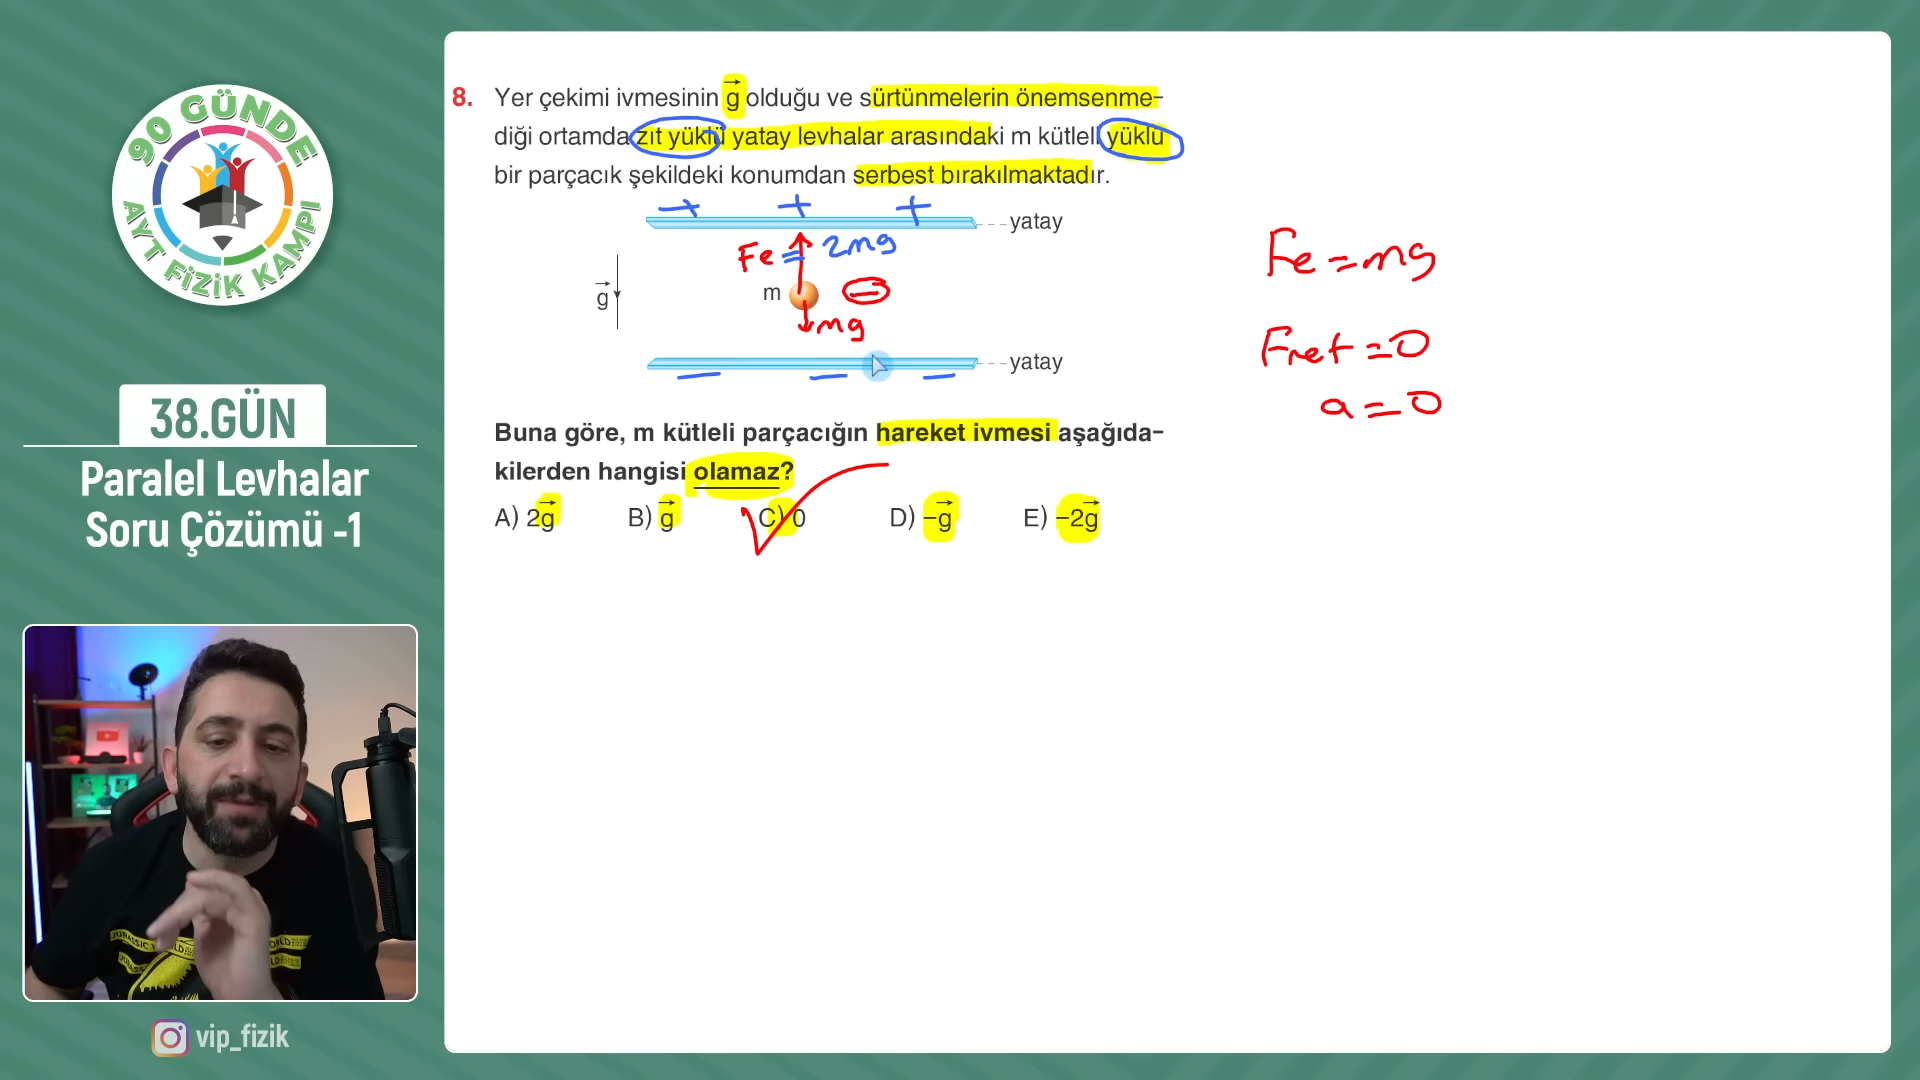 90 GÜNDE
AYT FİZİK KAMPI
38.GÜN
Paralel Levhalar
Soru Çözümü -1
vip_fizik
8. Yer çekimi ivmesinin g olduğu ve sürtünmelerin önemsenme-
diği ortamda zıt yüklü yatay levhalar arasındaki m kütleli yüklü
bir parçacık şekildeki konumdan serbest bırakılmaktadır.
+ + +
yatay
Fe = 2mg
g
m −
mg
yatay
− − −
Fe = mg
Fnet = 0
a = 0
Buna göre, m kütleli parçacığın hareket ivmesi aşağıda-
kilerden hangisi olamaz?
A) 2g B) g C) 0 D) −g E) −2g